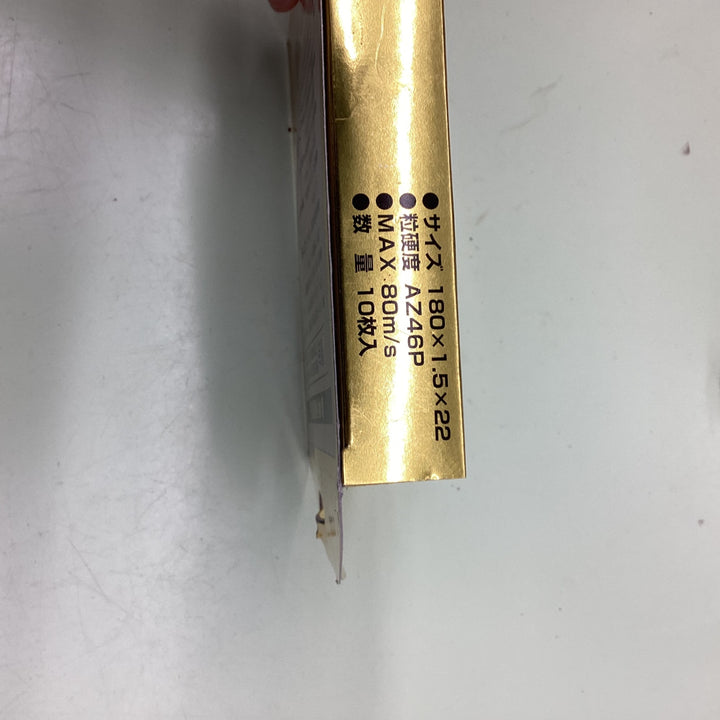 ●サイズ 180×1.5×22
●粒硬度 AZ46P
●MAX 80m/s
●数 量 10枚入